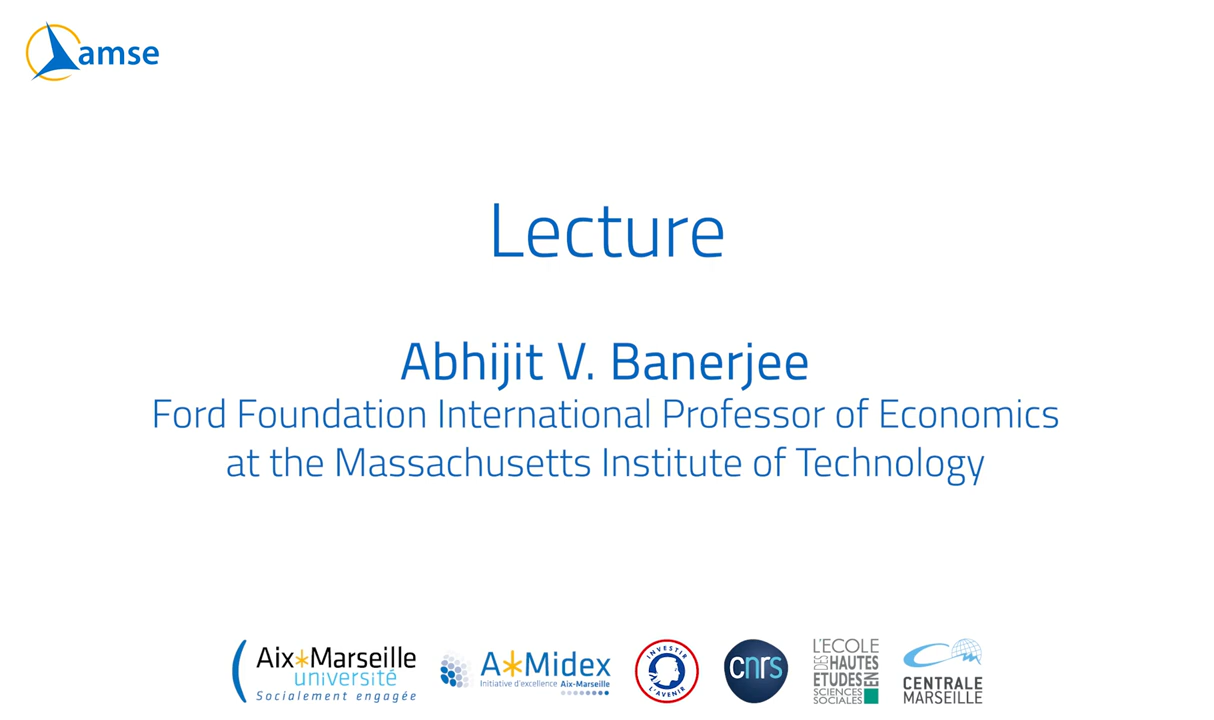 amse
Lecture
Abhijit V. Banerjee
Ford Foundation International Professor of Economics
at the Massachusetts Institute of Technology
Aix*Marseille
université
Socialement engagée
A*Midex
Initiative d'excellence Aix-Marseille
INVESTIR
L'AVENIR
cnrs
L'ECOLE
DES HAUTES
ETUDES EN
SCIENCES
SOCIALES
CENTRALE
MARSEILLE